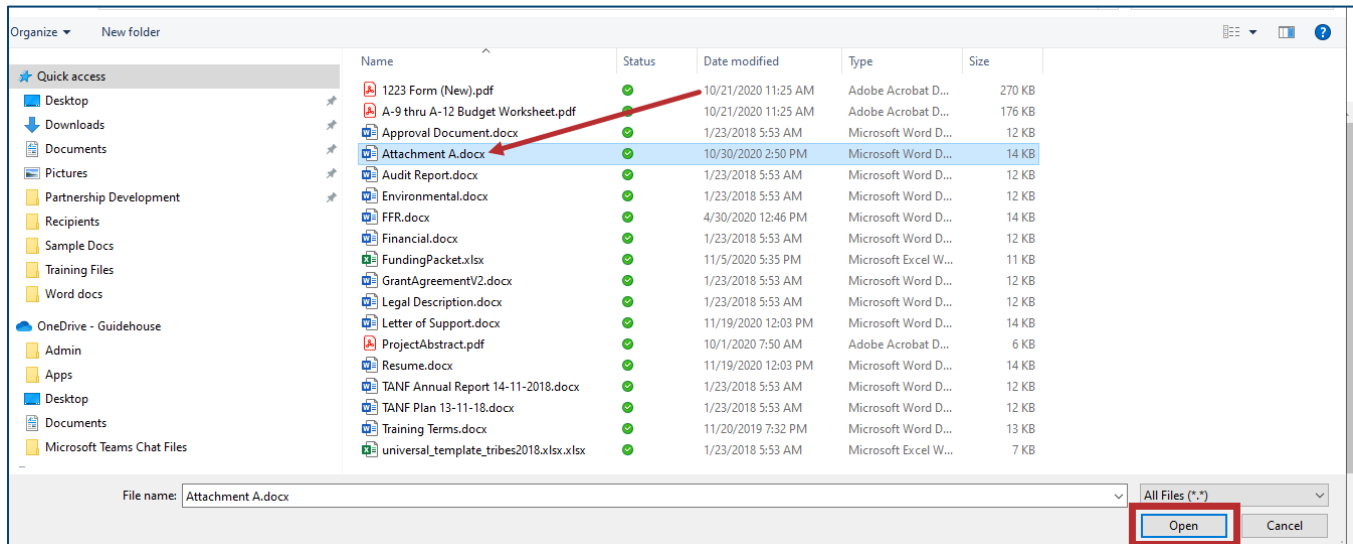 Organize New folder
Name Status Date modified Type Size
Quick access
Desktop
Downloads
Documents
Pictures
Partnership Development
Recipients
Sample Docs
Training Files
Word docs
OneDrive - Guidehouse
Admin
Apps
Desktop
Documents
Microsoft Teams Chat Files
1223 Form (New).pdf 10/21/2020 11:25 AM Adobe Acrobat D... 270 KB
A-9 thru A-12 Budget Worksheet.pdf 10/21/2020 11:25 AM Adobe Acrobat D... 176 KB
Approval Document.docx 1/23/2018 5:53 AM Microsoft Word D... 12 KB
Attachment A.docx 10/30/2020 2:50 PM Microsoft Word D... 14 KB
Audit Report.docx 1/23/2018 5:53 AM Microsoft Word D... 12 KB
Environmental.docx 1/23/2018 5:53 AM Microsoft Word D... 12 KB
FFR.docx 4/30/2020 12:46 PM Microsoft Word D... 14 KB
Financial.docx 1/23/2018 5:53 AM Microsoft Word D... 12 KB
FundingPacket.xlsx 11/5/2020 5:35 PM Microsoft Excel W... 11 KB
GrantAgreementV2.docx 1/23/2018 5:53 AM Microsoft Word D... 12 KB
Legal Description.docx 1/23/2018 5:53 AM Microsoft Word D... 12 KB
Letter of Support.docx 11/19/2020 12:03 PM Microsoft Word D... 14 KB
ProjectAbstract.pdf 10/1/2020 7:50 AM Adobe Acrobat D... 6 KB
Resume.docx 11/19/2020 12:03 PM Microsoft Word D... 14 KB
TANF Annual Report 14-11-2018.docx 1/23/2018 5:53 AM Microsoft Word D... 12 KB
TANF Plan 13-11-18.docx 1/23/2018 5:53 AM Microsoft Word D... 12 KB
Training Terms.docx 11/20/2019 7:32 PM Microsoft Word D... 13 KB
universal_template_tribes2018.xlsx.xlsx 1/23/2018 5:53 AM Microsoft Excel W... 7 KB
File name: Attachment A.docx All Files (*.*)
Open Cancel